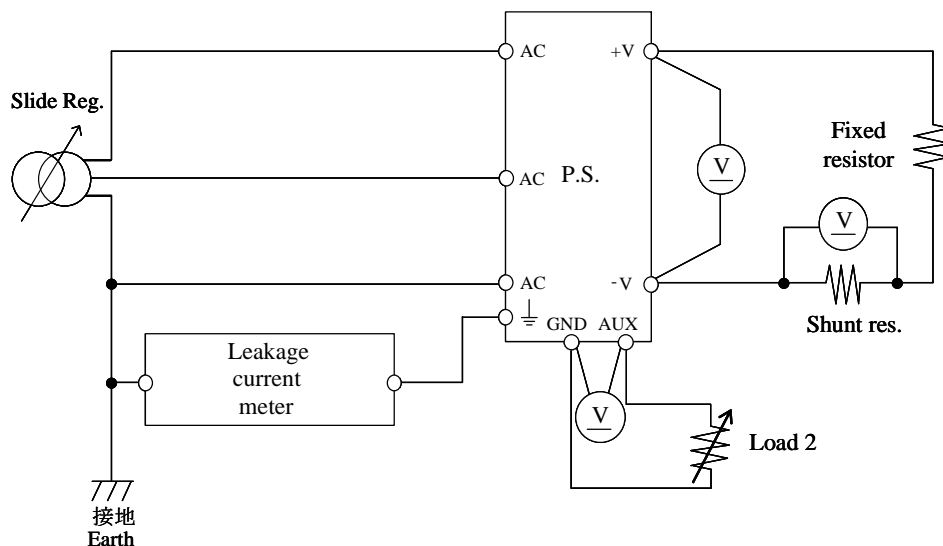 Slide Reg.
AC
AC
AC
P.S.
+V
-V
V
Fixed
resistor
V
Shunt res.
GND
AUX
V
Load 2
Leakage
current
meter
接地
Earth